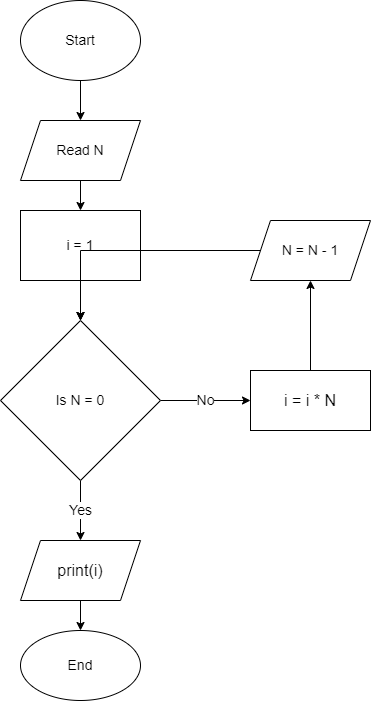 Start
Read N
i = 1
N = N - 1
Is N = 0
No
i = i * N
Yes
print(i)
End